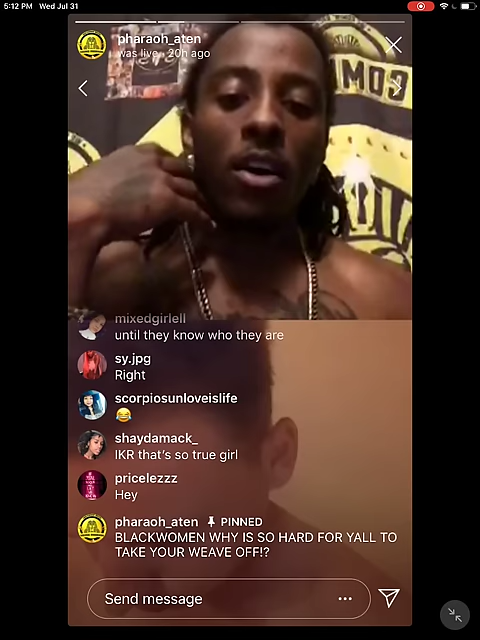 5:12 PM Wed Jul 31
pharaoh_aten
was live · 20h ago
mixedgirlell
until they know who they are
sy.jpg
Right
scorpiosunloveislife
😂
shaydamack_
IKR that's so true girl
pricelezzz
Hey
pharaoh_aten PINNED
BLACKWOMEN WHY IS SO HARD FOR YALL TO
TAKE YOUR WEAVE OFF!?
Send message